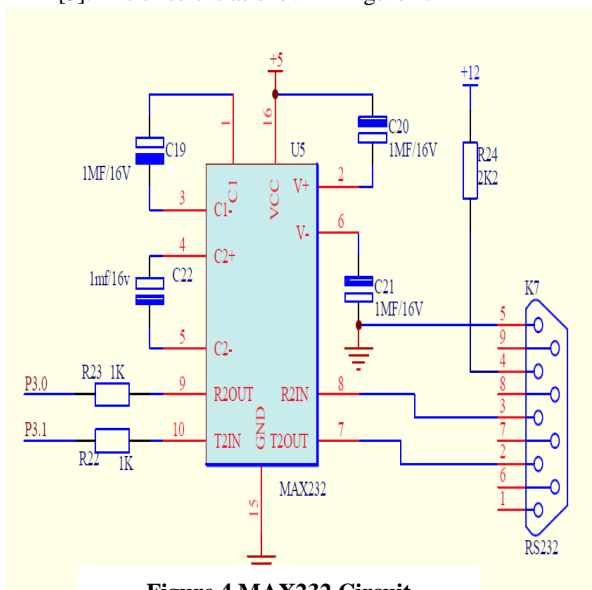 +5
+12
1
16
U5
C19
1MF/16V
C20
1MF/16V
R24
2K2
C1
VCC
V+
2
3
C1-
V-
6
4
C2+
1mf/16v
C22
C21
1MF/16V
K7
5
9
4
8
3
7
2
6
1
5
C2-
R23 1K
P3.0
9
R2OUT
R2IN
8
P3.1
10
T2IN
T2OUT
7
R22
1K
GND
15
MAX232
RS232
Figure 4 MAX232 Circuit